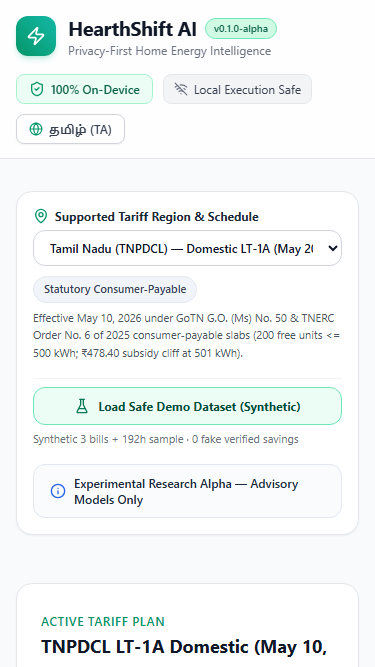 HearthShift AI v0.1.0-alpha
Privacy-First Home Energy Intelligence
100% On-Device
Local Execution Safe
தமிழ் (TA)
Supported Tariff Region & Schedule
Tamil Nadu (TNPDCL) — Domestic LT-1A (May 20
Statutory Consumer-Payable
Effective May 10, 2026 under GoTN G.O. (Ms) No. 50 & TNERC
Order No. 6 of 2025 consumer-payable slabs (200 free units <=
500 kWh; ₹478.40 subsidy cliff at 501 kWh).
Load Safe Demo Dataset (Synthetic)
Synthetic 3 bills + 192h sample · 0 fake verified savings
Experimental Research Alpha — Advisory
Models Only
ACTIVE TARIFF PLAN
TNPDCL LT-1A Domestic (May 10,